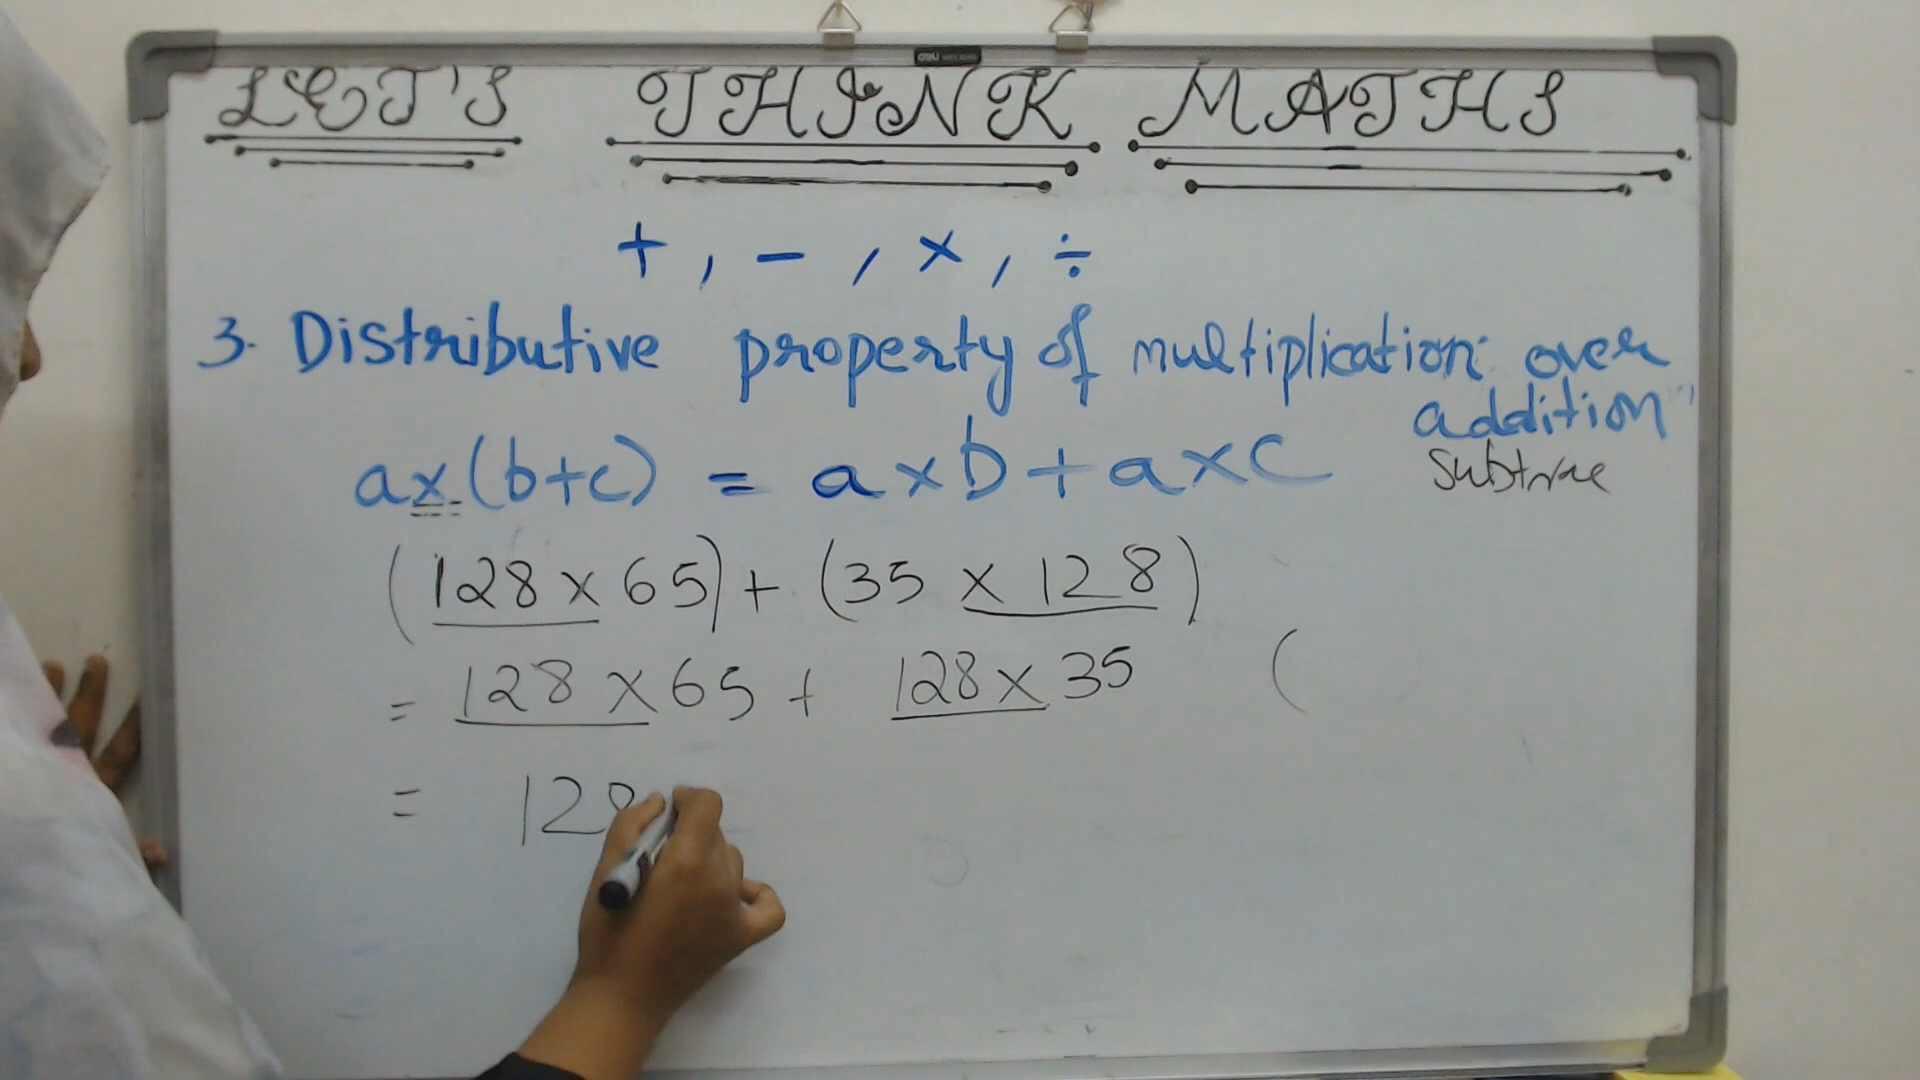 deli
LET'S THINK MATHS
+, -, ×, ÷
3. Distributive property of multiplication over
addition
a×(b+c) = a×b+a×c
Subtrac
(128×65)+(35×128)
= 128×65+ 128×35 (
= 128